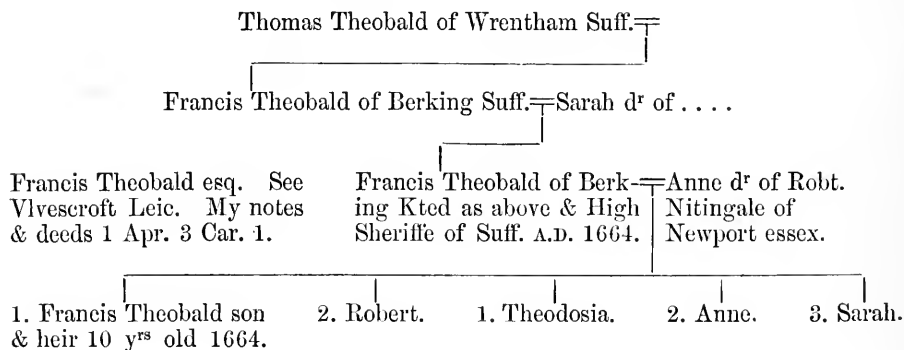 Thomas Theobald of Wrentham Suff.
Francis Theobald of Berking Suff. Sarah dʳ of . . . .
Francis Theobald esq. See
Vlvescroft Leic. My notes
& deeds 1 Apr. 3 Car. 1.
Francis Theobald of Berk-
ing Kted as above & High
Sheriffe of Suff. A.D. 1664.
Anne dʳ of Robt.
Nitingale of
Newport essex.
1. Francis Theobald son
& heir 10 yʳˢ old 1664.
2. Robert.
1. Theodosia.
2. Anne.
3. Sarah.